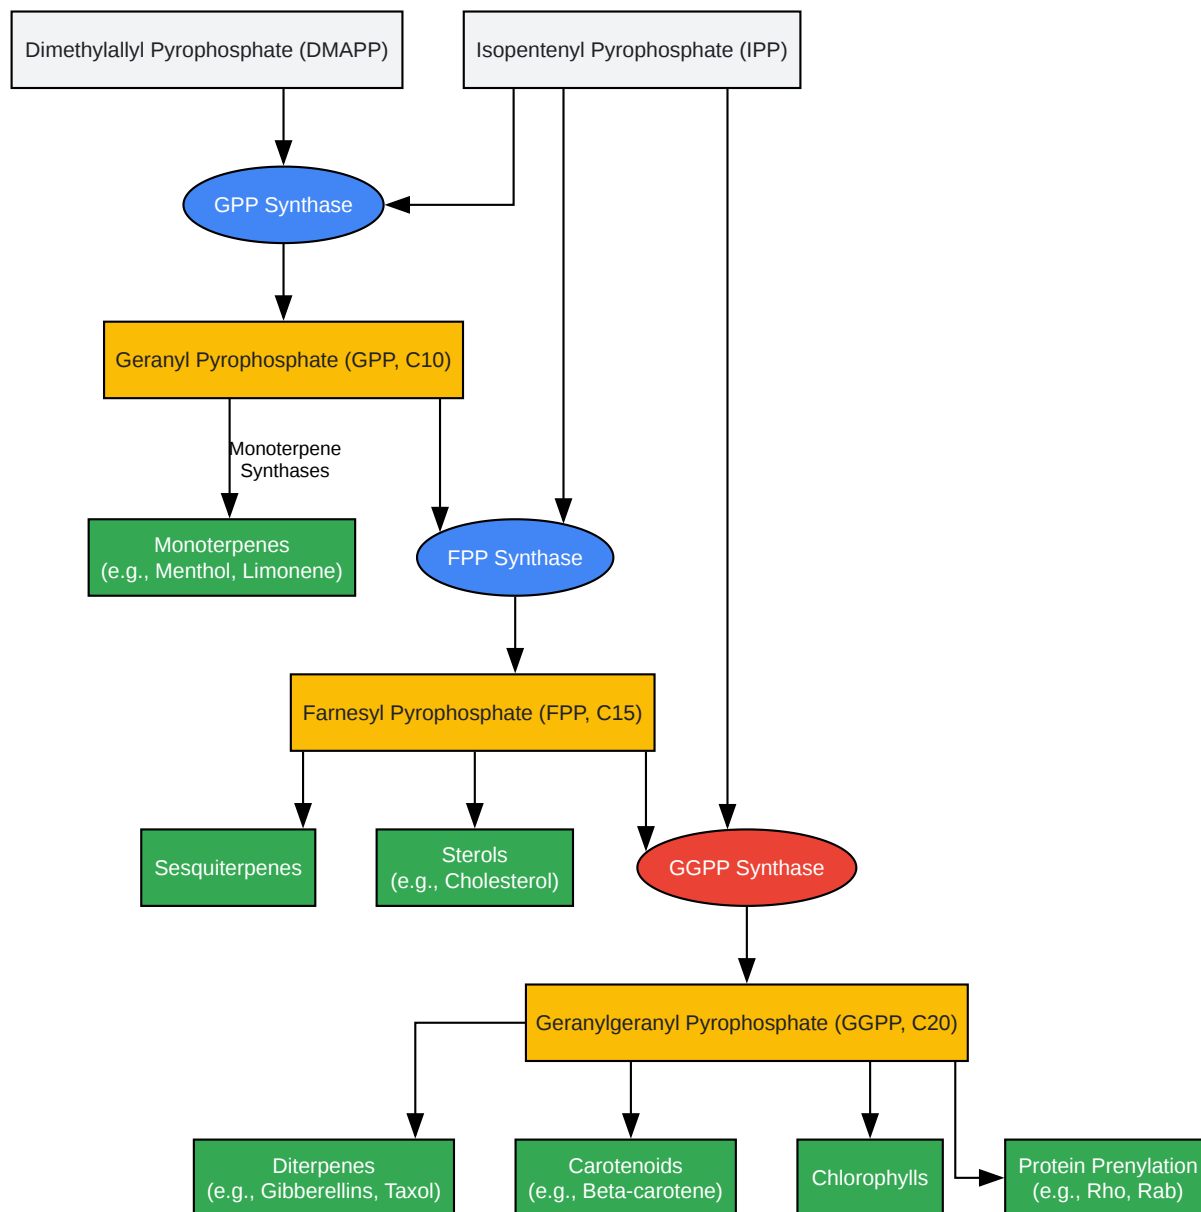 Dimethylallyl Pyrophosphate (DMAPP)
Isopentenyl Pyrophosphate (IPP)
GPP Synthase
Geranyl Pyrophosphate (GPP, C10)
Monoterpene
Synthases
Monoterpenes
(e.g., Menthol, Limonene)
FPP Synthase
Farnesyl Pyrophosphate (FPP, C15)
Sesquiterpenes
Sterols
(e.g., Cholesterol)
GGPP Synthase
Geranylgeranyl Pyrophosphate (GGPP, C20)
Diterpenes
(e.g., Gibberellins, Taxol)
Carotenoids
(e.g., Beta-carotene)
Chlorophylls
Protein Prenylation
(e.g., Rho, Rab)